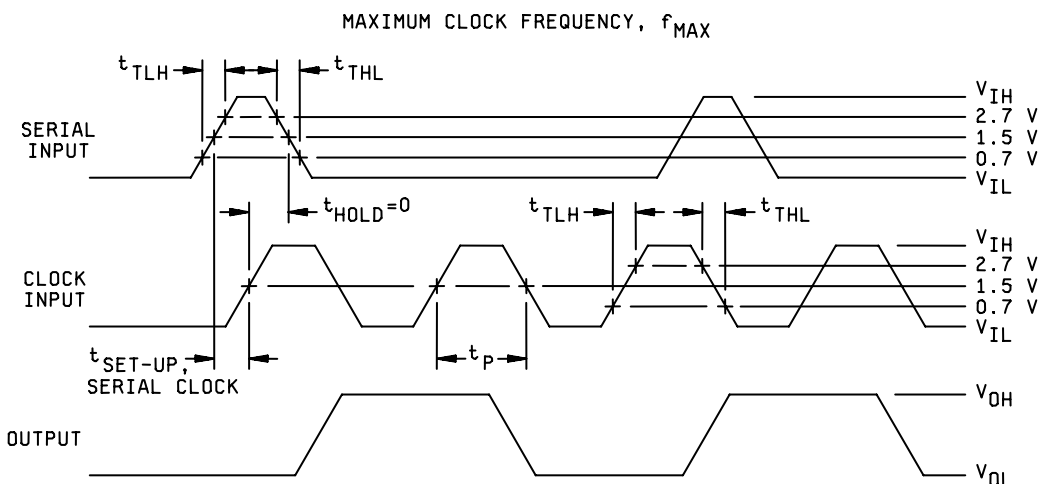 MAXIMUM CLOCK FREQUENCY, fMAX
tTLH
tTHL
SERIAL
INPUT
VIH
2.7 V
1.5 V
0.7 V
VIL
tHOLD=0
tTLH
tTHL
CLOCK
INPUT
VIH
2.7 V
1.5 V
0.7 V
VIL
tSET-UP,
SERIAL CLOCK
tP
OUTPUT
VOH
VOL